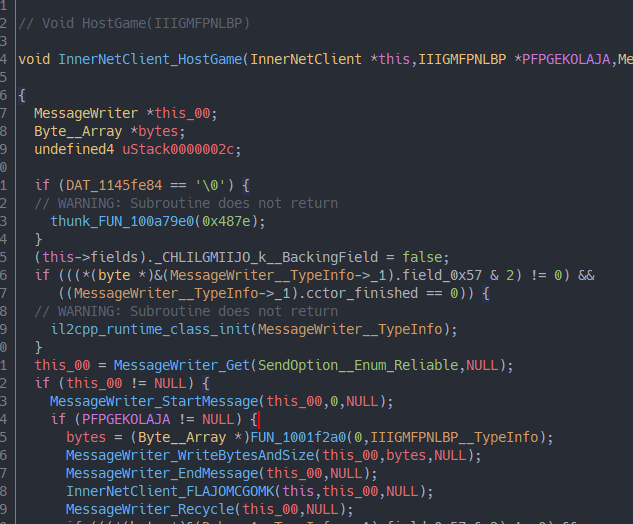 1
2 // Void HostGame(IIIGMFPNLBP)
3
4 void InnerNetClient_HostGame(InnerNetClient *this,IIIGMFPNLBP *PFPGEKOLAJA,Me
5
6 {
7 MessageWriter *this_00;
8 Byte__Array *bytes;
9 undefined4 uStack0000002c;
0
1 if (DAT_1145fe84 == '\0') {
2 // WARNING: Subroutine does not return
3 thunk_FUN_100a79e0(0x487e);
4 }
5 (this->fields)._CHLILGMIIJO_k__BackingField = false;
6 if (((*(byte *)&(MessageWriter__TypeInfo->_1).field_0x57 & 2) != 0) &&
7 ((MessageWriter__TypeInfo->_1).cctor_finished == 0)) {
8 // WARNING: Subroutine does not return
9 il2cpp_runtime_class_init(MessageWriter__TypeInfo);
0 }
1 this_00 = MessageWriter_Get(SendOption__Enum_Reliable,NULL);
2 if (this_00 != NULL) {
3 MessageWriter_StartMessage(this_00,0,NULL);
4 if (PFPGEKOLAJA != NULL) {
5 bytes = (Byte__Array *)FUN_1001f2a0(0,IIIGMFPNLBP__TypeInfo);
6 MessageWriter_WriteBytesAndSize(this_00,bytes,NULL);
7 MessageWriter_EndMessage(this_00,NULL);
8 InnerNetClient_FLAJOMCGOMK(this,this_00,NULL);
9 MessageWriter_Recycle(this_00,NULL);